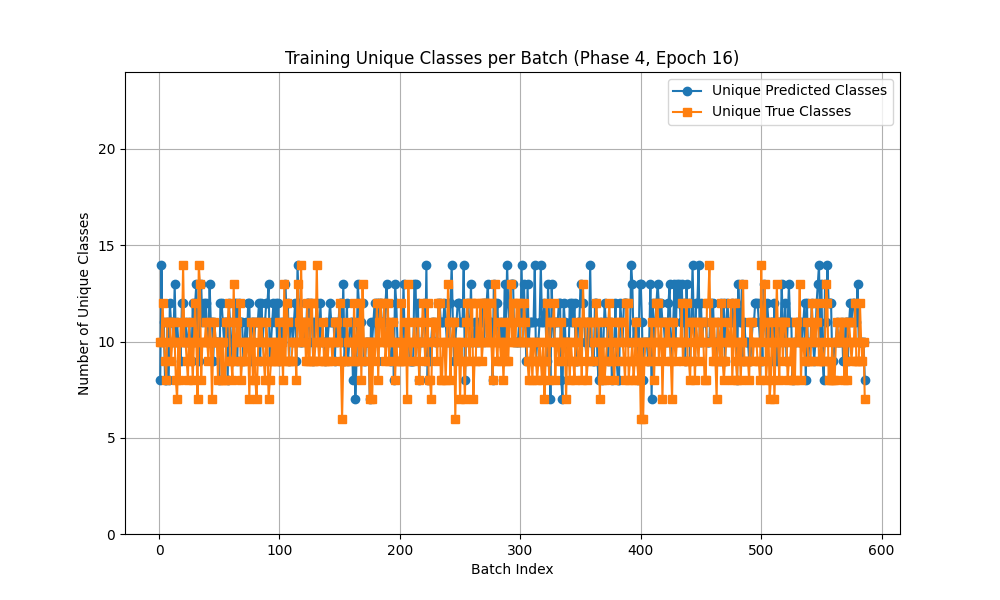 Training Unique Classes per Batch (Phase 4, Epoch 16)
Unique Predicted Classes
Unique True Classes
Number of Unique Classes
20
15
10
5
0
0 100 200 300 400 500 600
Batch Index